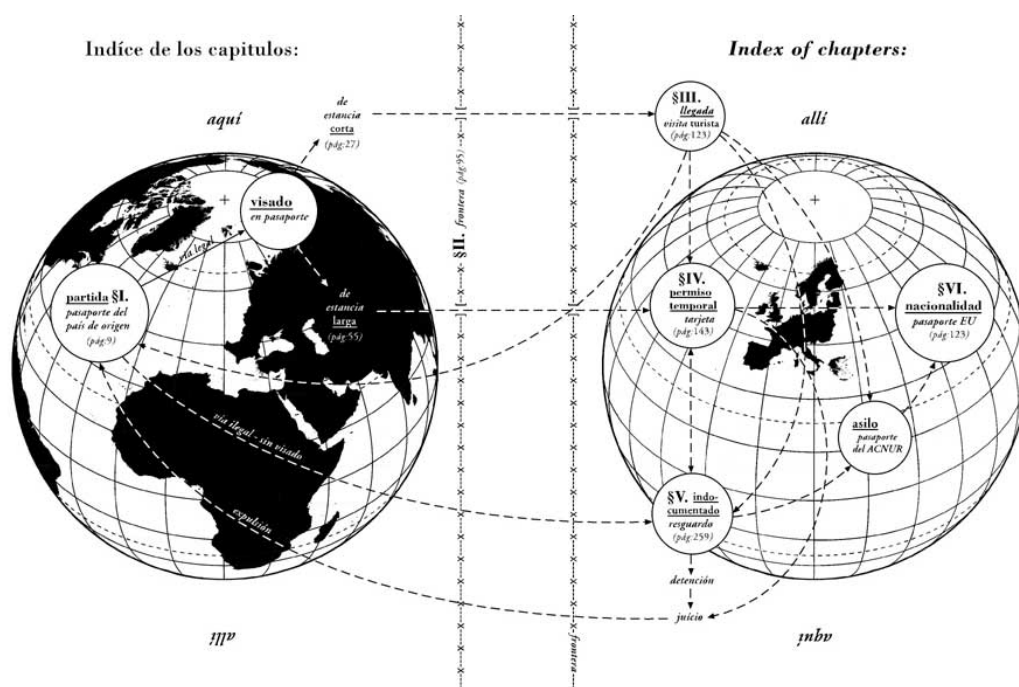 Indíce de los capitulos:
aquí
de
estancia
corta
(pág:27)
visado
en pasaporte
vía legal
partida §I.
pasaporte del
país de origen
(pág:9)
de
estancia
larga
(pág:55)
vía ilegal - sin visado
expulsión
allí
§II. frontera (pág:95)
frontera
Index of chapters:
allí
§III.
llegada
visita turista
(pág:123)
§IV.
permiso
temporal
tarjeta
(pág:143)
§VI.
nacionalidad
pasaporte EU
(pág:123)
asilo
pasaporte
del ACNUR
§V. indo-
cumentado
resguardo
(pág:259)
detención
juicio
aquí